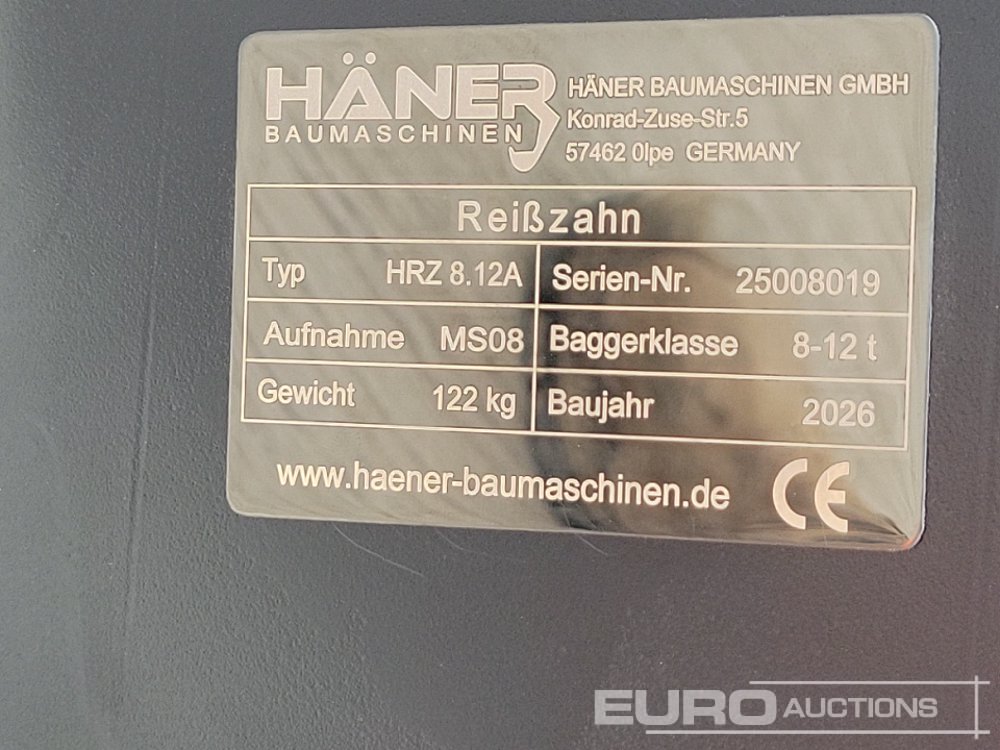 HÄNER
BAUMASCHINEN
HÄNER BAUMASCHINEN GMBH
Konrad-Zuse-Str.5
57462 Olpe GERMANY
Reißzahn
Typ HRZ 8.12A Serien-Nr. 25008019
Aufnahme MS08 Baggerklasse 8-12 t
Gewicht 122 kg Baujahr 2026
www.haener-baumaschinen.de CE
EURO AUCTIONS